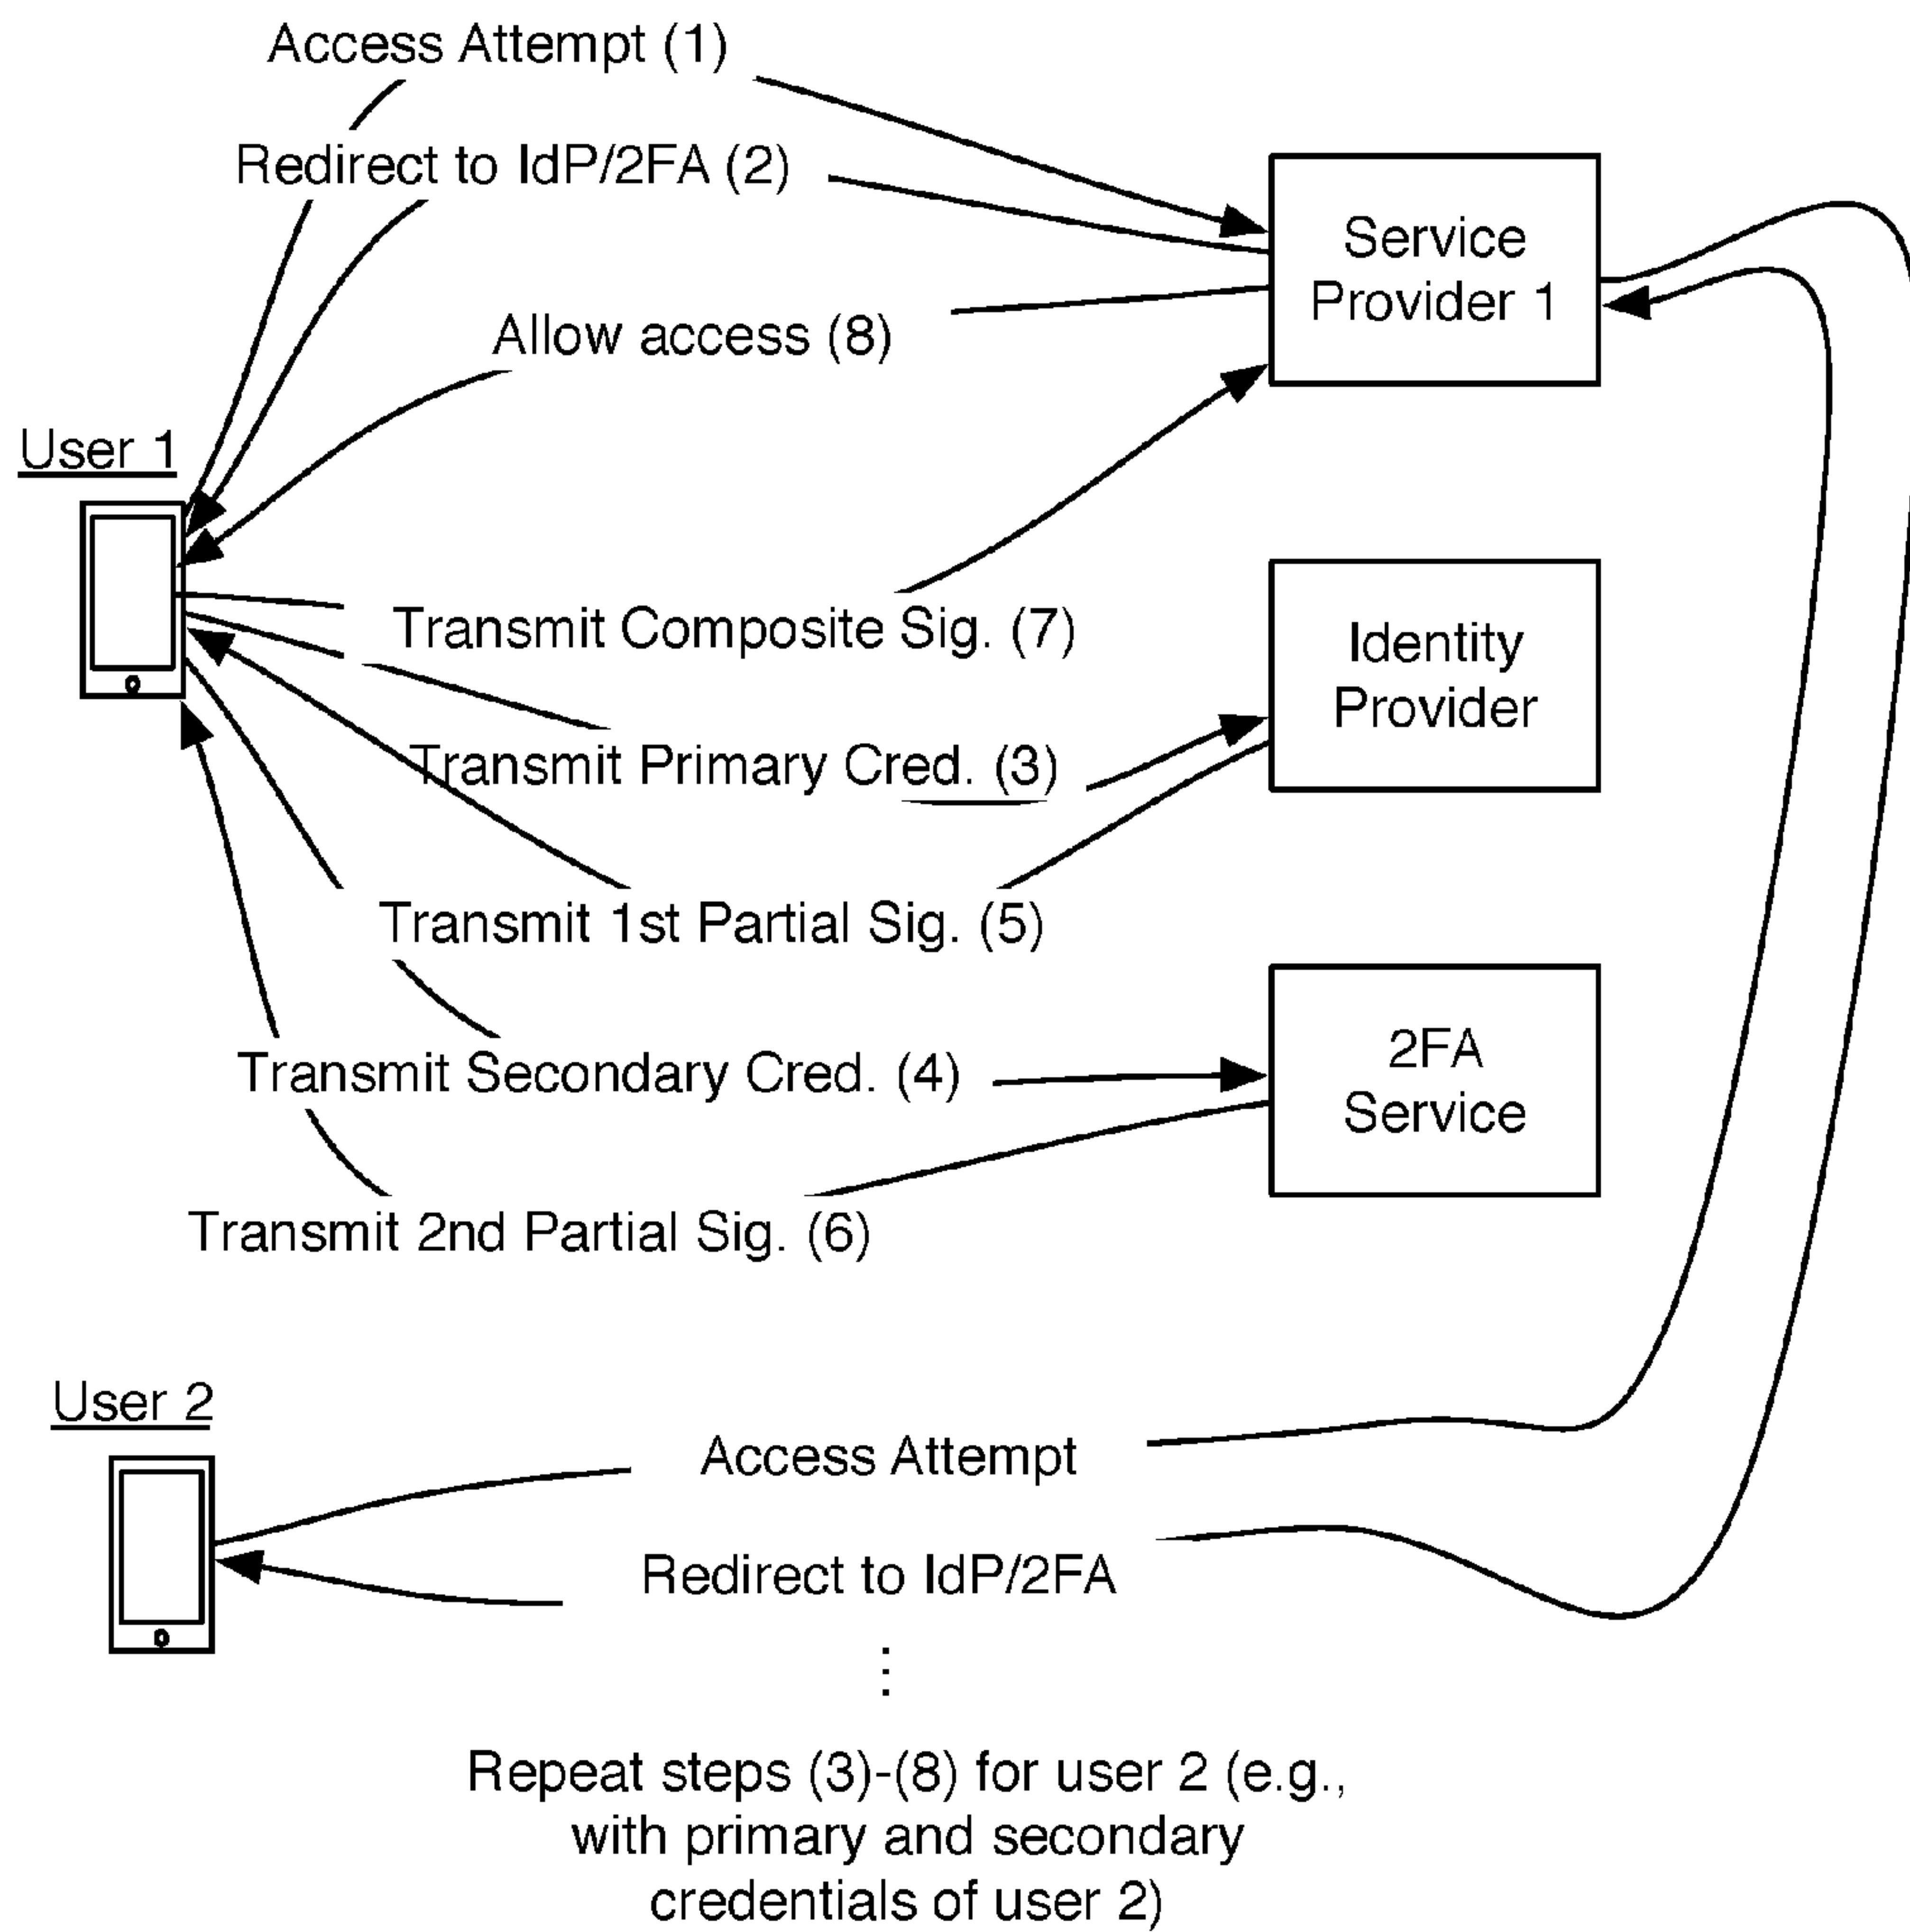 Access Attempt (1)
Redirect to IdP/2FA (2)
Service
Provider 1
Allow access (8)
User 1
Transmit Composite Sig. (7)
Identity
Provider
Transmit Primary Cred. (3)
Transmit 1st Partial Sig. (5)
2FA
Service
Transmit Secondary Cred. (4)
Transmit 2nd Partial Sig. (6)
User 2
Access Attempt
Redirect to IdP/2FA
⋮
Repeat steps (3)-(8) for user 2 (e.g.,
with primary and secondary
credentials of user 2)